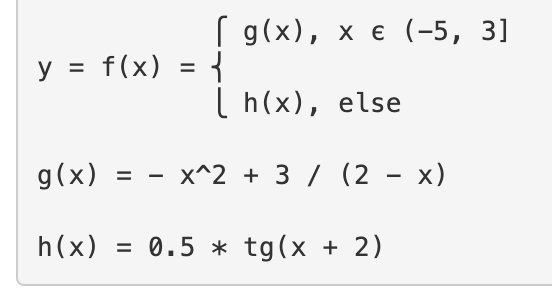 g(x), x ϵ (−5, 3]
y = f(x) = {
h(x), else
g(x) = − x^2 + 3 / (2 − x)
h(x) = 0.5 * tg(x + 2)